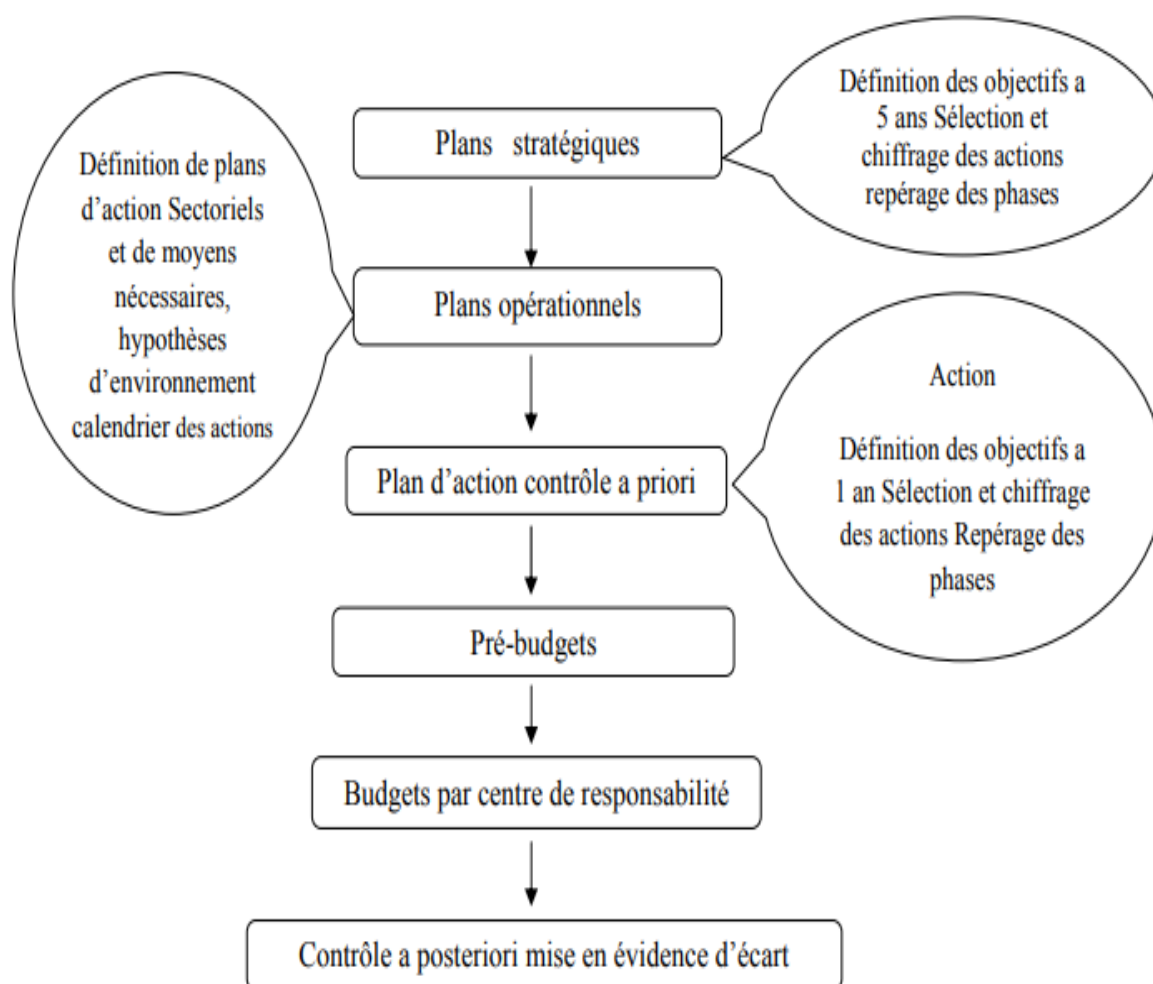 Plans stratégiques
Définition des objectifs a
5 ans Sélection et
chiffrage des actions
repérage des phases
Définition de plans
d’action Sectoriels
et de moyens
nécessaires,
hypothèses
d’environnement
calendrier des actions
Plans opérationnels
Plan d’action contrôle a priori
Action
Définition des objectifs a
1 an Sélection et chiffrage
des actions Repérage des
phases
Pré-budgets
Budgets par centre de responsabilité
Contrôle a posteriori mise en évidence d’écart